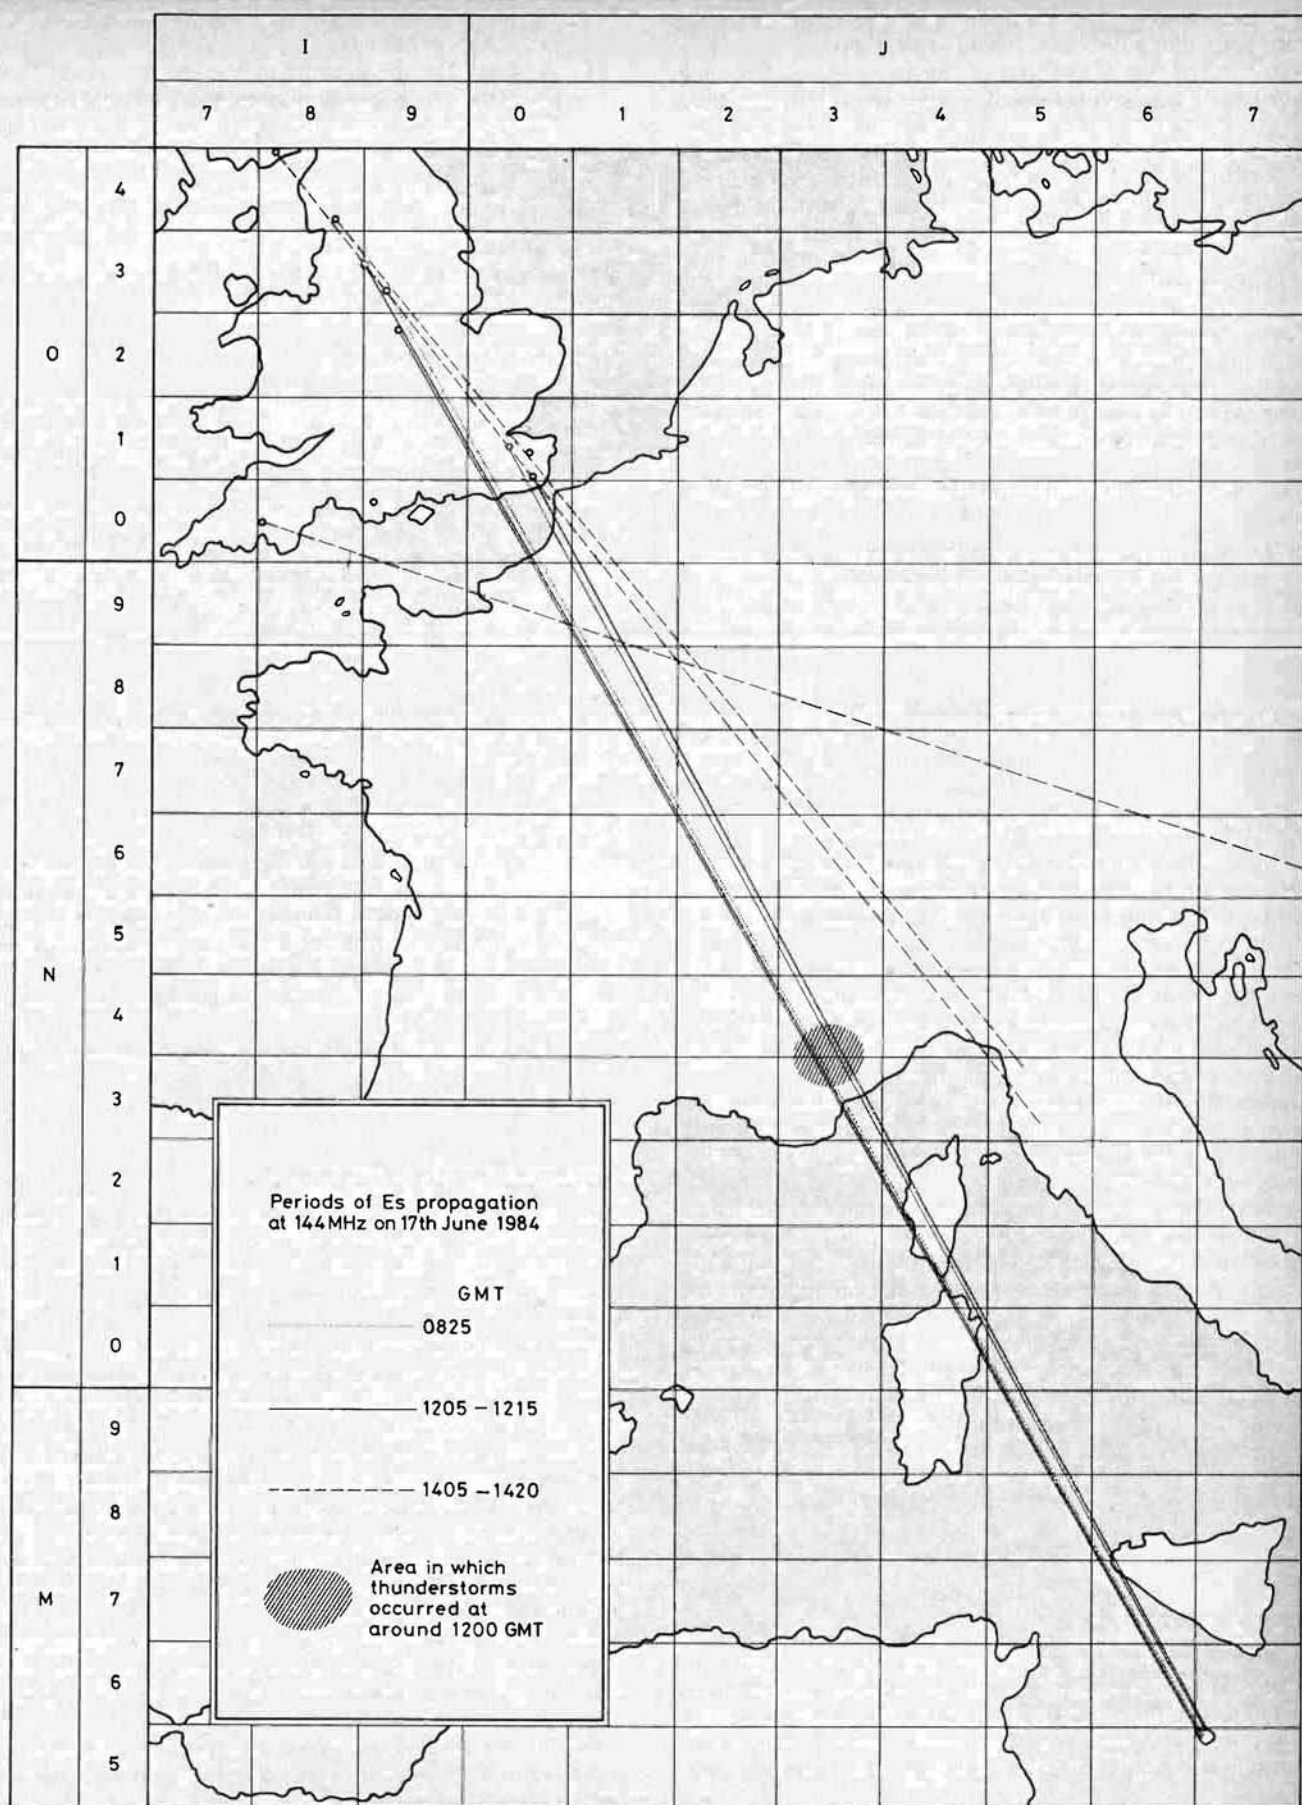 I J
7 8 9 0 1 2 3 4 5 6 7
4
3
O 2
1
0
9
8
7
6
5
N
4
3
2
1
0
9
8
M 7
6
5
Periods of Es propagation
at 144MHz on 17th June 1984
GMT
0825
1205 – 1215
1405 – 1420
Area in which
thunderstorms
occurred at
around 1200 GMT